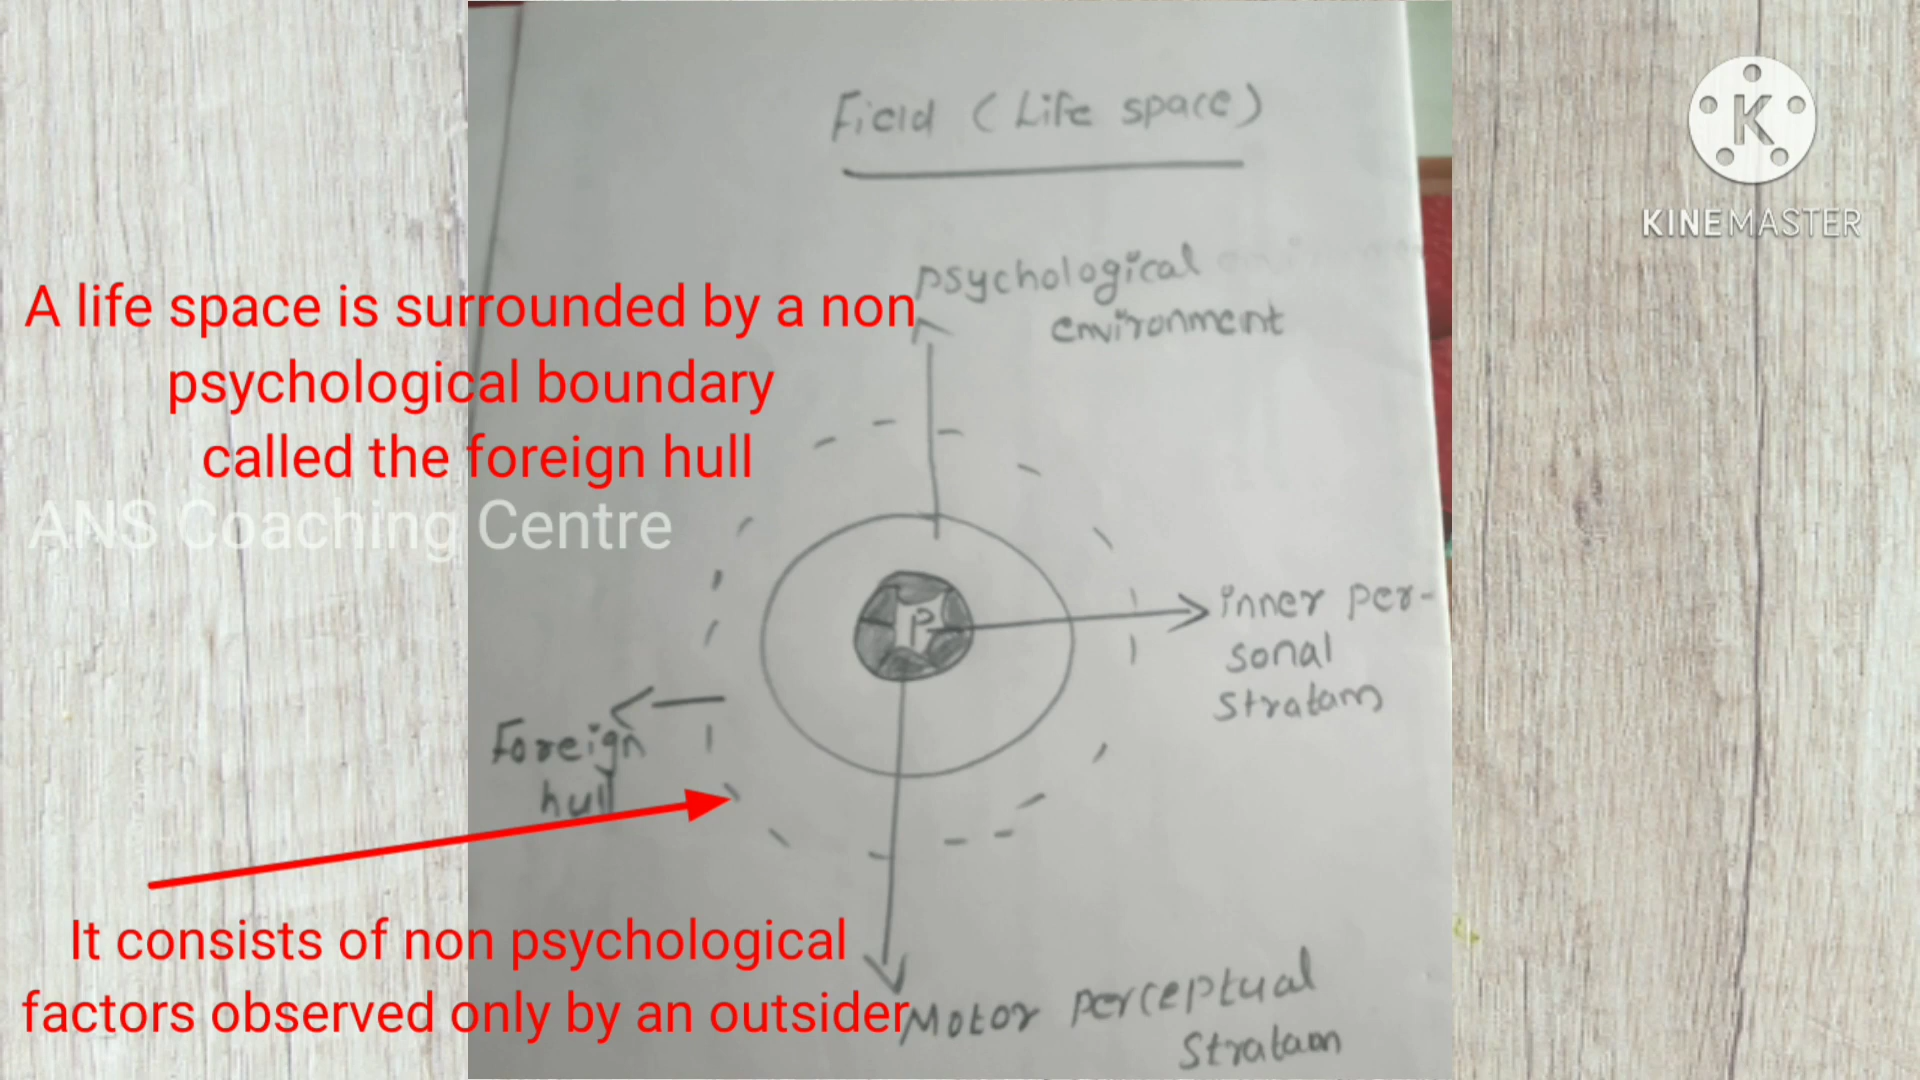 Field (Life space)
psychological
environment
A life space is surrounded by a non
psychological boundary
called the foreign hull
ANS Coaching Centre
P
inner per-
sonal
stratam
Foreign
hull
It consists of non psychological
factors observed only by an outsider
Motor perceptual
Stratam
K
KINEMASTER